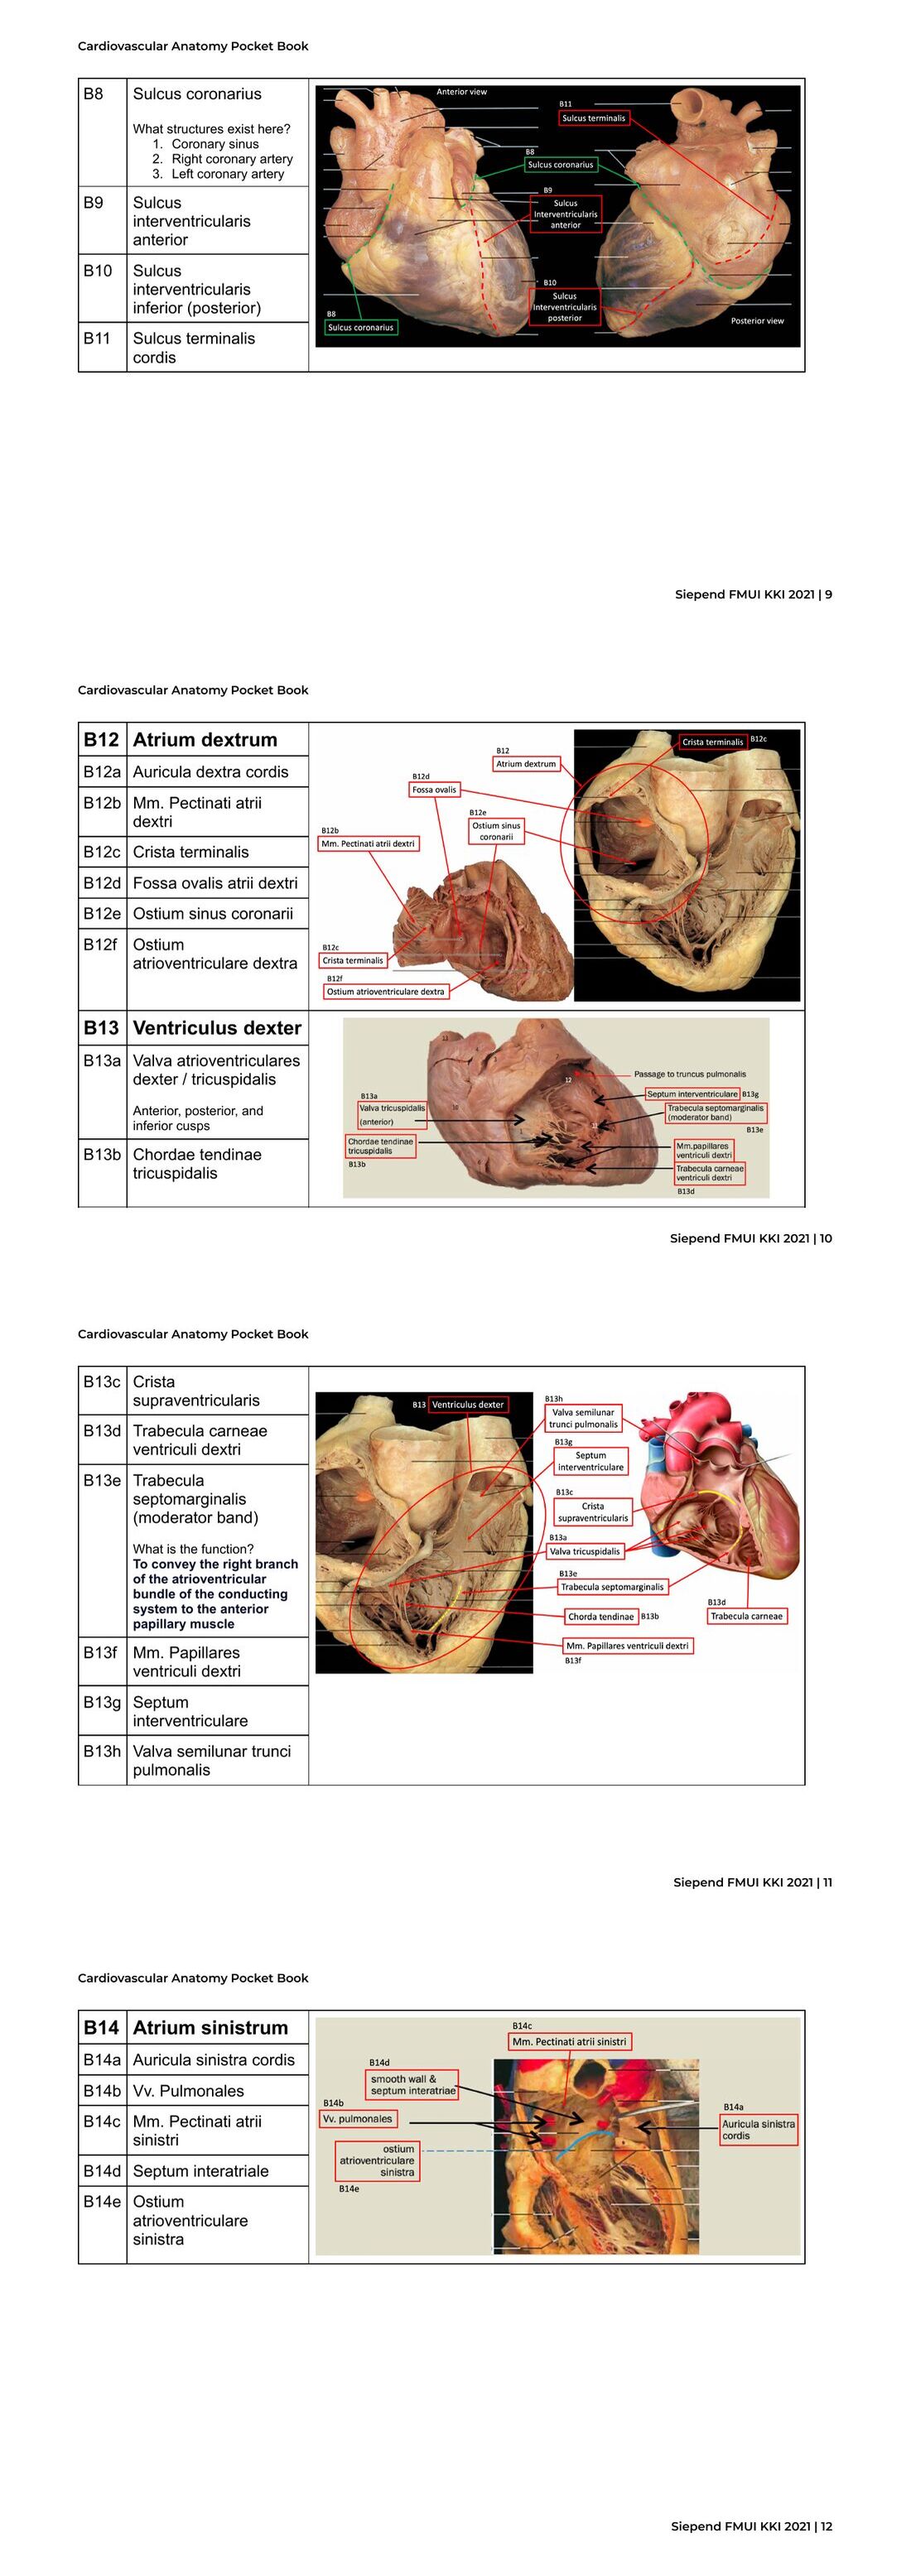 Cardiovascular Anatomy Pocket Book
B8
Sulcus coronarius
What structures exist here?
1. Coronary sinus
2. Right coronary artery
3. Left coronary artery
B9
Sulcus
interventricularis
anterior
B10
Sulcus
interventricularis
inferior (posterior)
B11
Sulcus terminalis
cordis
Anterior view
B11
Sulcus terminalis
B8
Sulcus coronarius
B9
Sulcus
Interventricularis
anterior
B10
Sulcus
Interventricularis
posterior
B8
Sulcus coronarius
Posterior view
Siepend FMUI KKI 2021 | 9
Cardiovascular Anatomy Pocket Book
B12
Atrium dextrum
B12a
Auricula dextra cordis
B12b
Mm. Pectinati atrii
dextri
B12c
Crista terminalis
B12d
Fossa ovalis atrii dextri
B12e
Ostium sinus coronarii
B12f
Ostium
atrioventriculare dextra
Crista terminalis
B12c
B12
Atrium dextrum
B12d
Fossa ovalis
B12e
Ostium sinus
coronarii
B12b
Mm. Pectinati atrii dextri
B12c
Crista terminalis
B12f
Ostium atrioventriculare dextra
B13
Ventriculus dexter
B13a
Valva atrioventriculares
dexter / tricuspidalis
Anterior, posterior, and
inferior cusps
B13b
Chordae tendinae
tricuspidalis
12
Passage to truncus pulmonalis
Septum interventriculare
B13g
Trabecula septomarginalis
(moderator band)
B13e
B13a
Valva tricuspidalis
(anterior)
Chordae tendinae
tricuspidalis
B13b
Mm.papillares
ventriculi dextri
Trabecula carneae
ventriculi dextri
B13d
Siepend FMUI KKI 2021 | 10
Cardiovascular Anatomy Pocket Book
B13c
Crista
supraventricularis
B13d
Trabecula carneae
ventriculi dextri
B13e
Trabecula
septomarginalis
(moderator band)
What is the function?
To convey the right branch
of the atrioventricular
bundle of the conducting
system to the anterior
papillary muscle
B13f
Mm. Papillares
ventriculi dextri
B13g
Septum
interventriculare
B13h
Valva semilunar trunci
pulmonalis
B13
Ventriculus dexter
B13h
Valva semilunar
trunci pulmonalis
B13g
Septum
interventriculare
B13c
Crista
supraventricularis
B13a
Valva tricuspidalis
B13e
Trabecula septomarginalis
B13d
Trabecula carneae
Chorda tendinae
B13b
Mm. Papillares ventriculi dextri
B13f
Siepend FMUI KKI 2021 | 11
Cardiovascular Anatomy Pocket Book
B14
Atrium sinistrum
B14a
Auricula sinistra cordis
B14b
Vv. Pulmonales
B14c
Mm. Pectinati atrii
sinistri
B14d
Septum interatriale
B14e
Ostium
atrioventriculare
sinistra
B14c
Mm. Pectinati atrii sinistri
B14d
smooth wall &
septum interatriae
B14b
Vv. pulmonales
B14a
Auricula sinistra
cordis
ostium
atrioventriculare
sinistra
B14e
Siepend FMUI KKI 2021 | 12